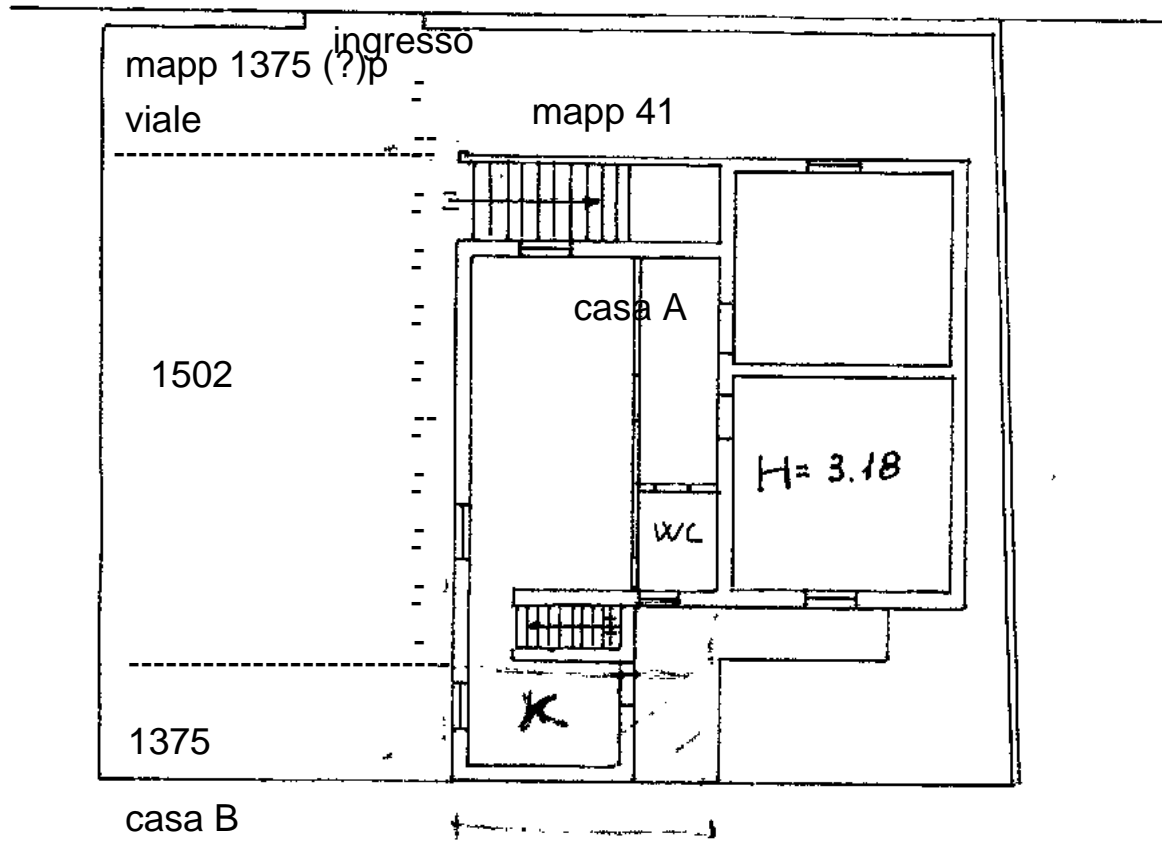 ingresso
mapp 1375 (?)p
viale
mapp 41
casa A
1502
H= 3.18
WC
K
1375
casa B